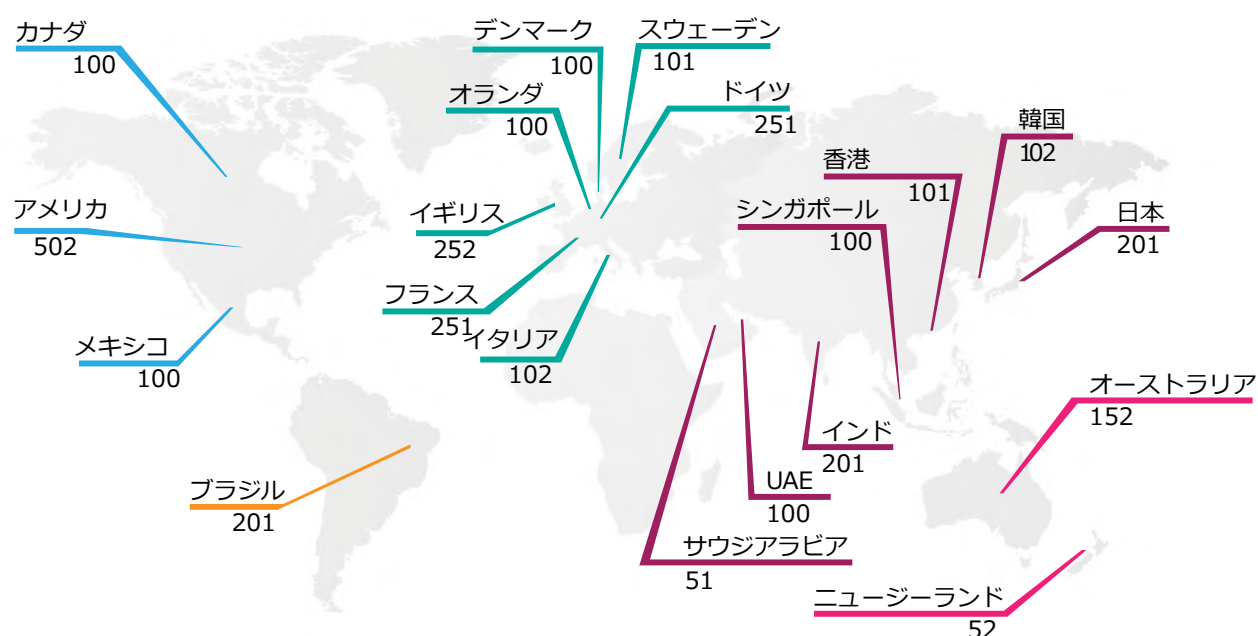 カナダ
100
アメリカ
502
メキシコ
100
ブラジル
201
デンマーク
100
スウェーデン
101
オランダ
100
ドイツ
251
イギリス
252
フランス
251
イタリア
102
韓国
102
香港
101
シンガポール
100
日本
201
インド
201
UAE
100
サウジアラビア
51
オーストラリア
152
ニュージーランド
52